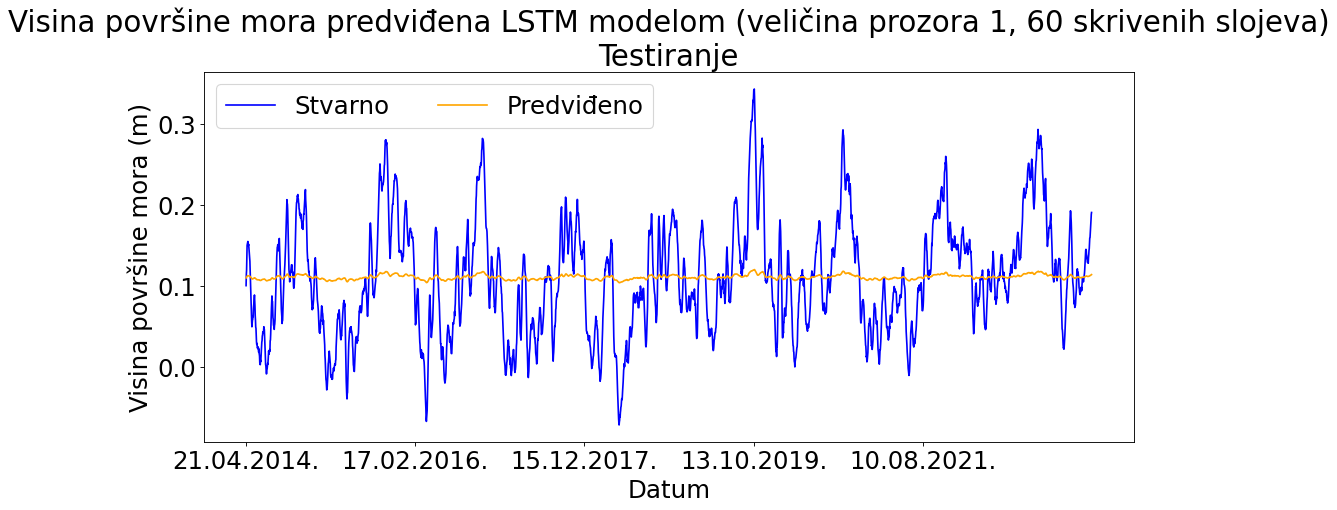 Visina površine mora predviđena LSTM modelom (veličina prozora 1, 60 skrivenih slojeva)
Testiranje
Stvarno
Predviđeno
Visina površine mora (m)
0.3
0.2
0.1
0.0
21.04.2014.
17.02.2016.
15.12.2017.
13.10.2019.
10.08.2021.
Datum